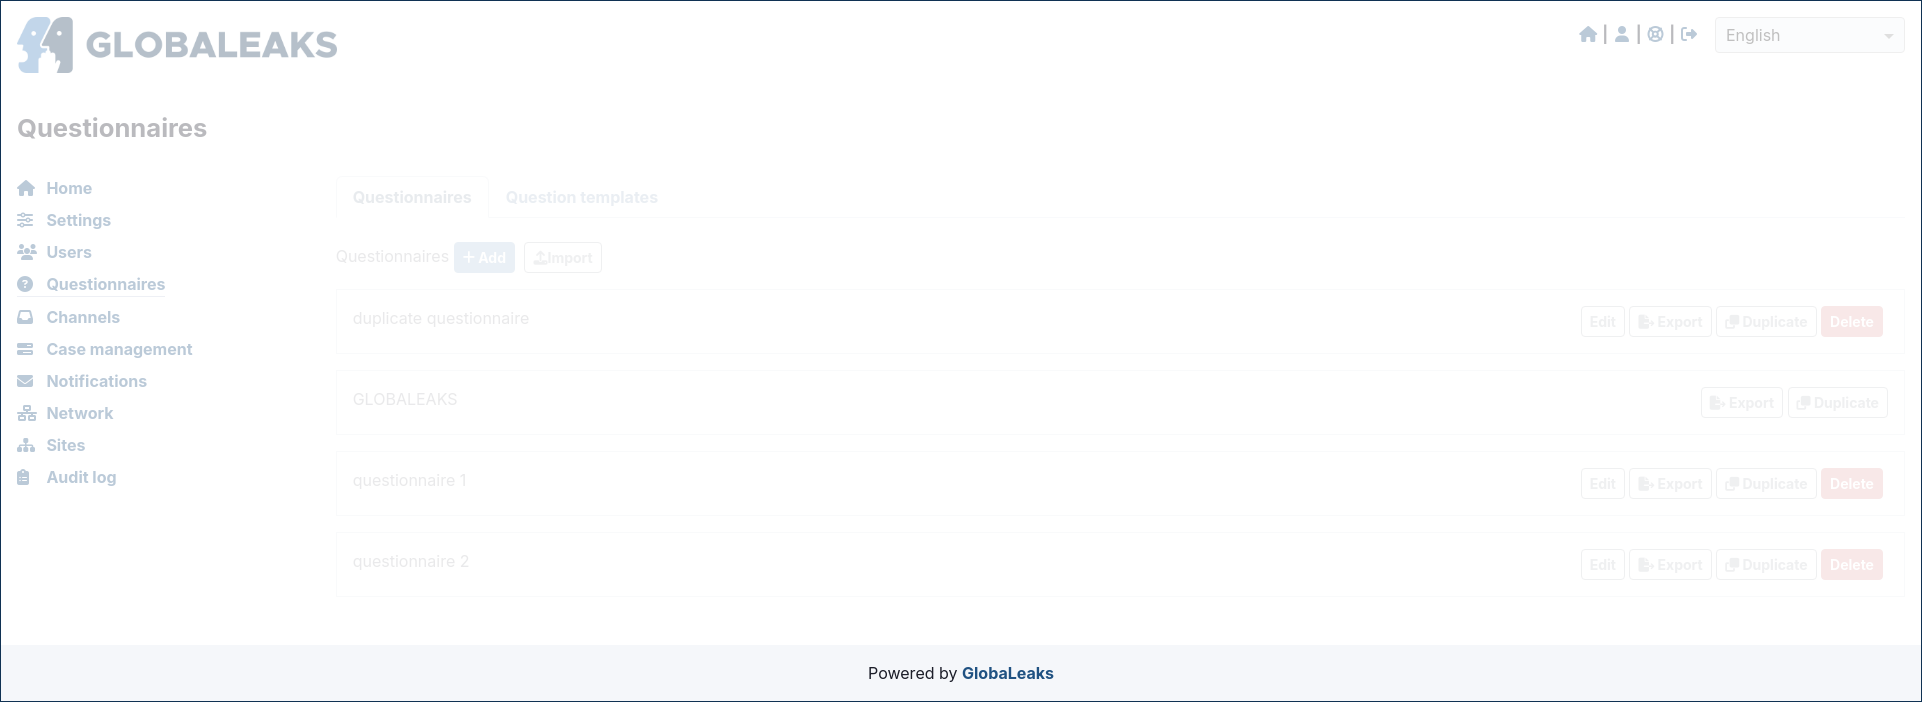 GLOBALEAKS
English
Questionnaires
Home
Settings
Users
Questionnaires
Channels
Case management
Notifications
Network
Sites
Audit log
Questionnaires Question templates
Questionnaires Add Import
duplicate questionnaire Edit Export Duplicate Delete
GLOBALEAKS Export Duplicate
questionnaire 1 Edit Export Duplicate Delete
questionnaire 2 Edit Export Duplicate Delete
Powered by GlobaLeaks